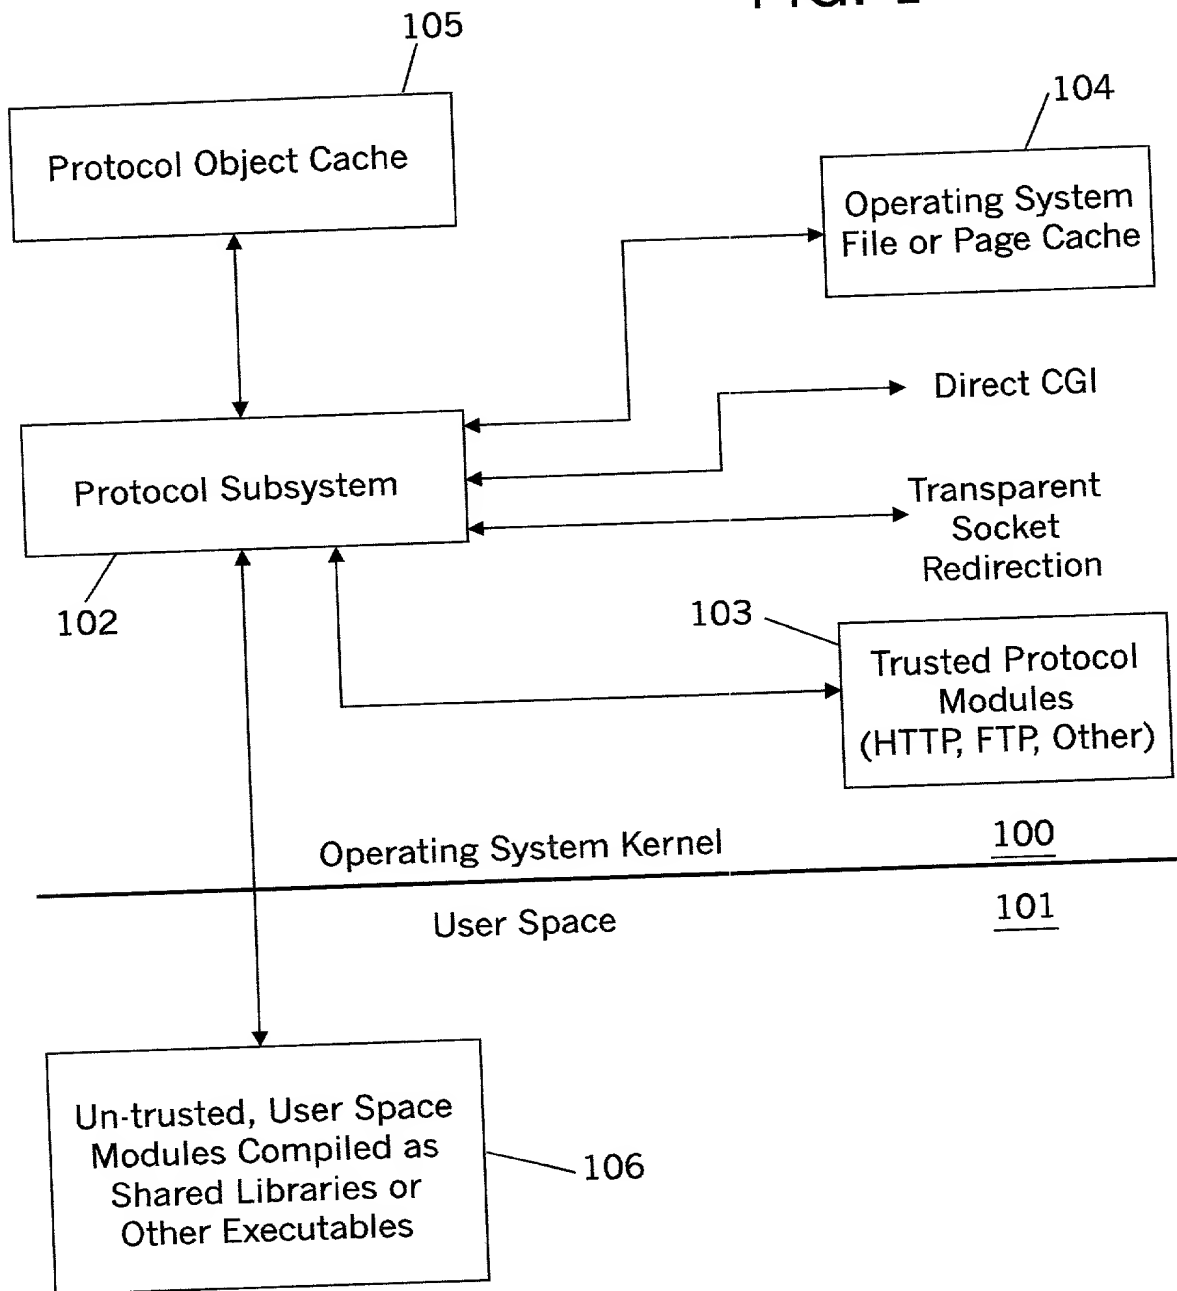 105
104
Protocol Object Cache
Operating System
File or Page Cache
Direct CGI
Protocol Subsystem
Transparent
Socket
Redirection
102
103
Trusted Protocol
Modules
(HTTP, FTP, Other)
Operating System Kernel
100
User Space
101
Un-trusted, User Space
Modules Compiled as
Shared Libraries or
Other Executables
106